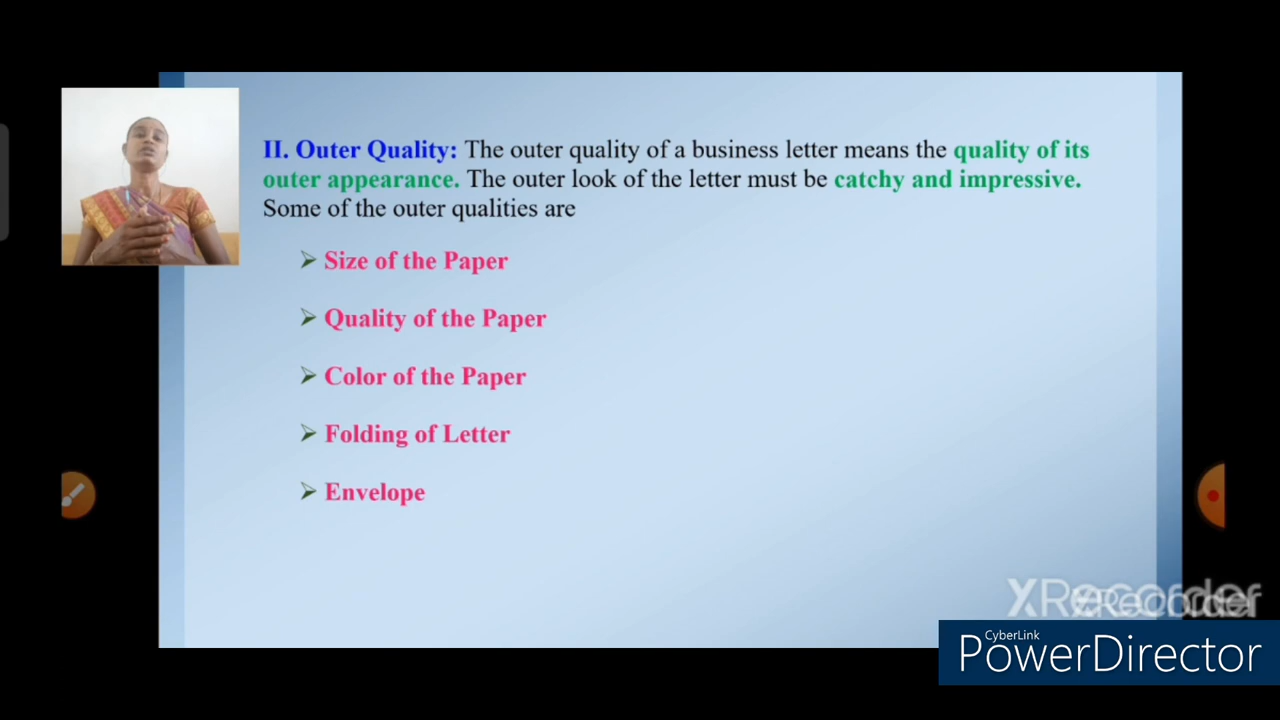 II. Outer Quality: The outer quality of a business letter means the quality of its
outer appearance. The outer look of the letter must be catchy and impressive.
Some of the outer qualities are
➢ Size of the Paper
➢ Quality of the Paper
➢ Color of the Paper
➢ Folding of Letter
➢ Envelope
XRecorder
XRecorder
CyberLink
PowerDirector